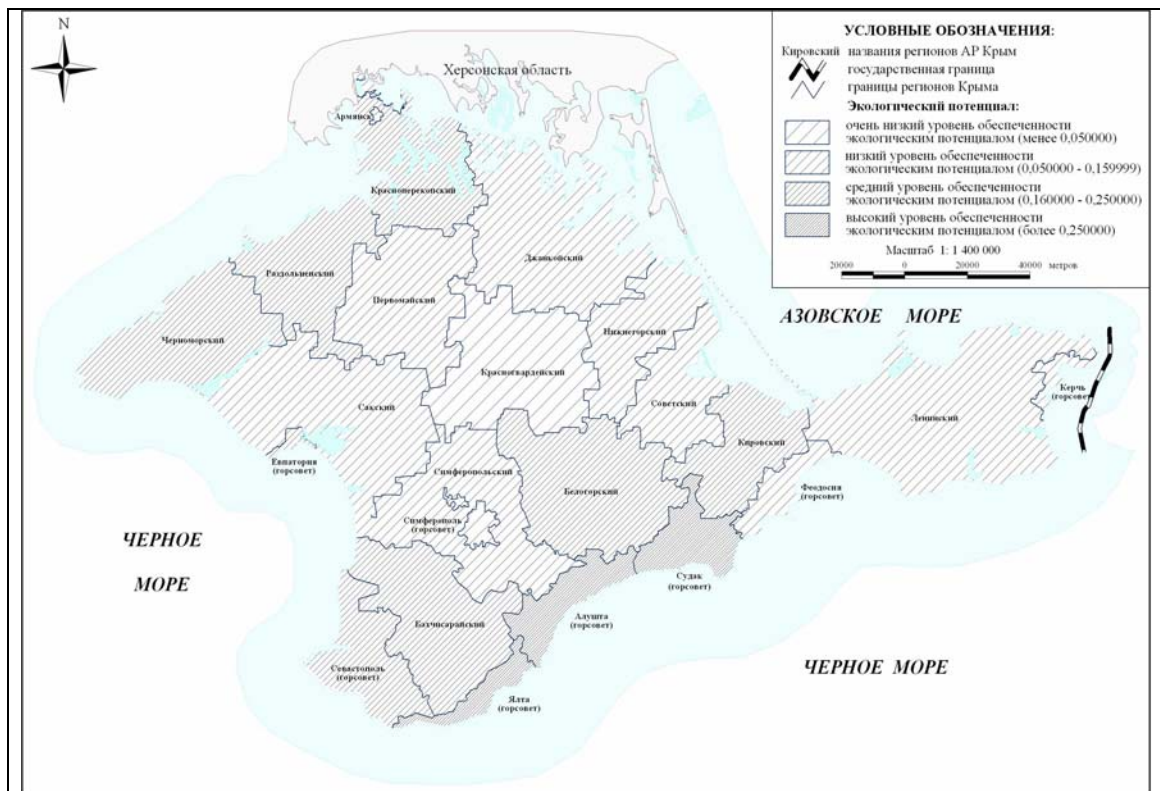 N
Херсонская область
УСЛОВНЫЕ ОБОЗНАЧЕНИЯ:
Кировский названия регионов АР Крым
государственная граница
границы регионов Крыма
Экологический потенциал:
очень низкий уровень обеспеченности
экологическим потенциалом (менее 0,050000)
низкий уровень обеспеченности
экологическим потенциалом (0,050000 - 0,159999)
средний уровень обеспеченности
экологическим потенциалом (0,160000 - 0,250000)
высокий уровень обеспеченности
экологическим потенциалом (более 0,250000)
Масштаб 1: 1 400 000
20000 0 20000 40000 метров
Армянск
Красноперекопский
Джанкойский
Раздольненский
Первомайский
АЗОВСКОЕ МОРЕ
Черноморский
Нижнегорский
Красногвардейский
Керчь
(горсовет)
Сакский
Советский
Ленинский
Кировский
Евпатория
(горсовет)
Симферопольский
Белогорский
Феодосия
(горсовет)
Симферополь
(горсовет)
ЧЕРНОЕ
МОРЕ
Судак
(горсовет)
Алушта
(горсовет)
Бахчисарайский
Севастополь
(горсовет)
ЧЕРНОЕ МОРЕ
Ялта
(горсовет)